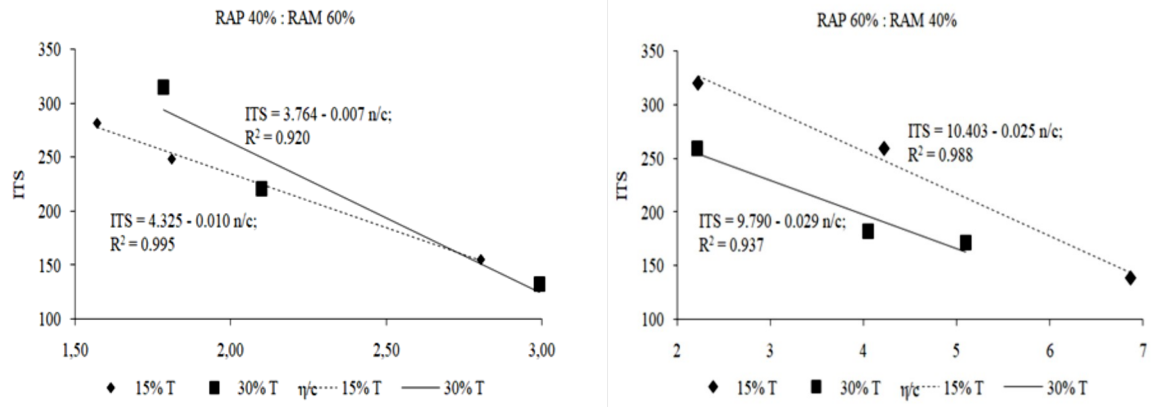 RAP 40% : RAM 60%
350
300
250
200
150
100
ITS
ITS = 3.764 - 0.007 n/c;
R² = 0.920
ITS = 4.325 - 0.010 n/c;
R² = 0.995
1,50 2,00 2,50 3,00
15% T 30% T η/c 15% T 30% T
RAP 60% : RAM 40%
350
300
250
200
150
100
ITS
ITS = 10.403 - 0.025 n/c;
R² = 0.988
ITS = 9.790 - 0.029 n/c;
R² = 0.937
2 3 4 5 6 7
15% T 30% T η/c 15% T 30% T